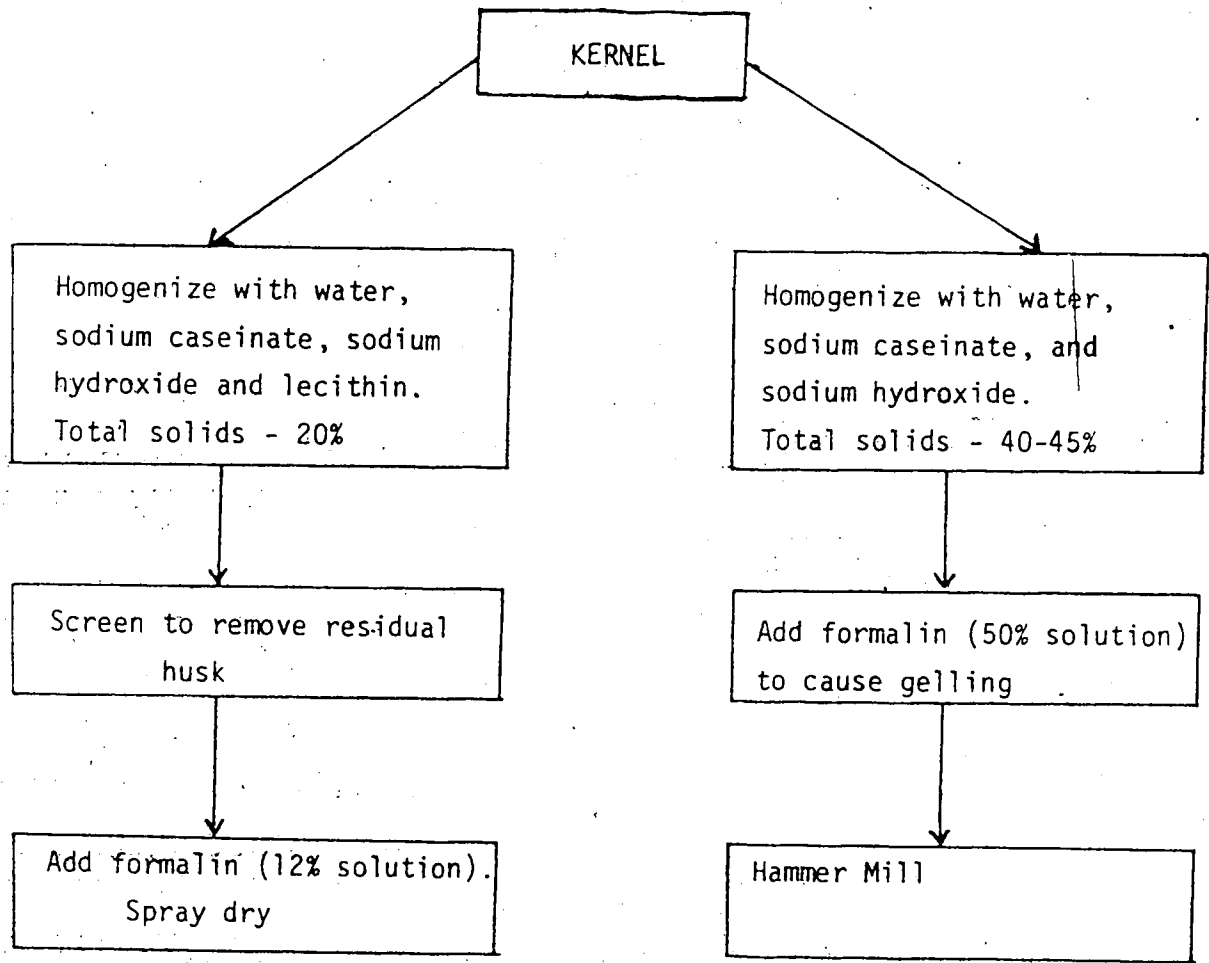 KERNEL
Homogenize with water,
sodium caseinate, sodium
hydroxide and lecithin.
Total solids - 20%
Screen to remove residual
husk
Add formalin (12% solution).
Spray dry
Homogenize with water,
sodium caseinate, and
sodium hydroxide.
Total solids - 40-45%
Add formalin (50% solution)
to cause gelling
Hammer Mill